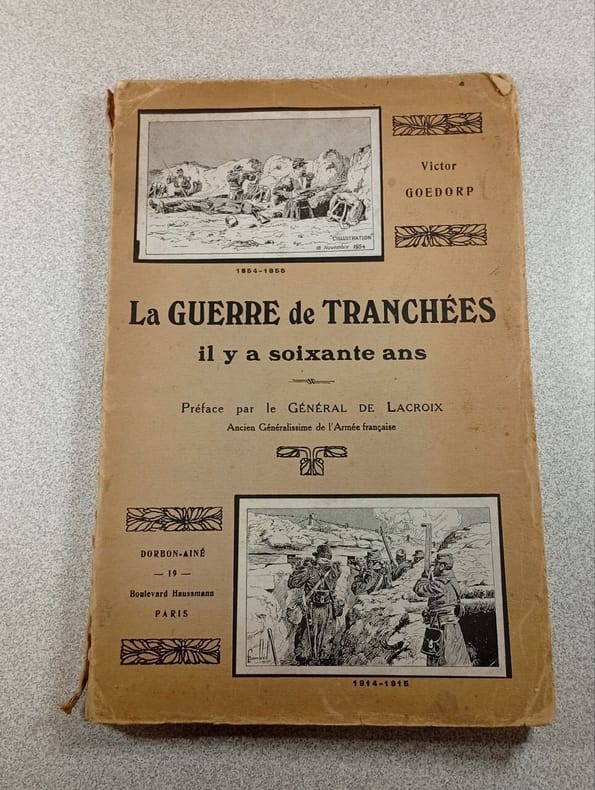 "L'ILLUSTRATION"
18 Novembre 1854
1854-1855
Victor
GOEDORP
La GUERRE de TRANCHÉES
il y a soixante ans
Préface par le GÉNÉRAL DE LACROIX
Ancien Généralissime de l'Armée française
DORBON-AINÉ
— 19 —
Boulevard Haussmann
PARIS
1914-1915